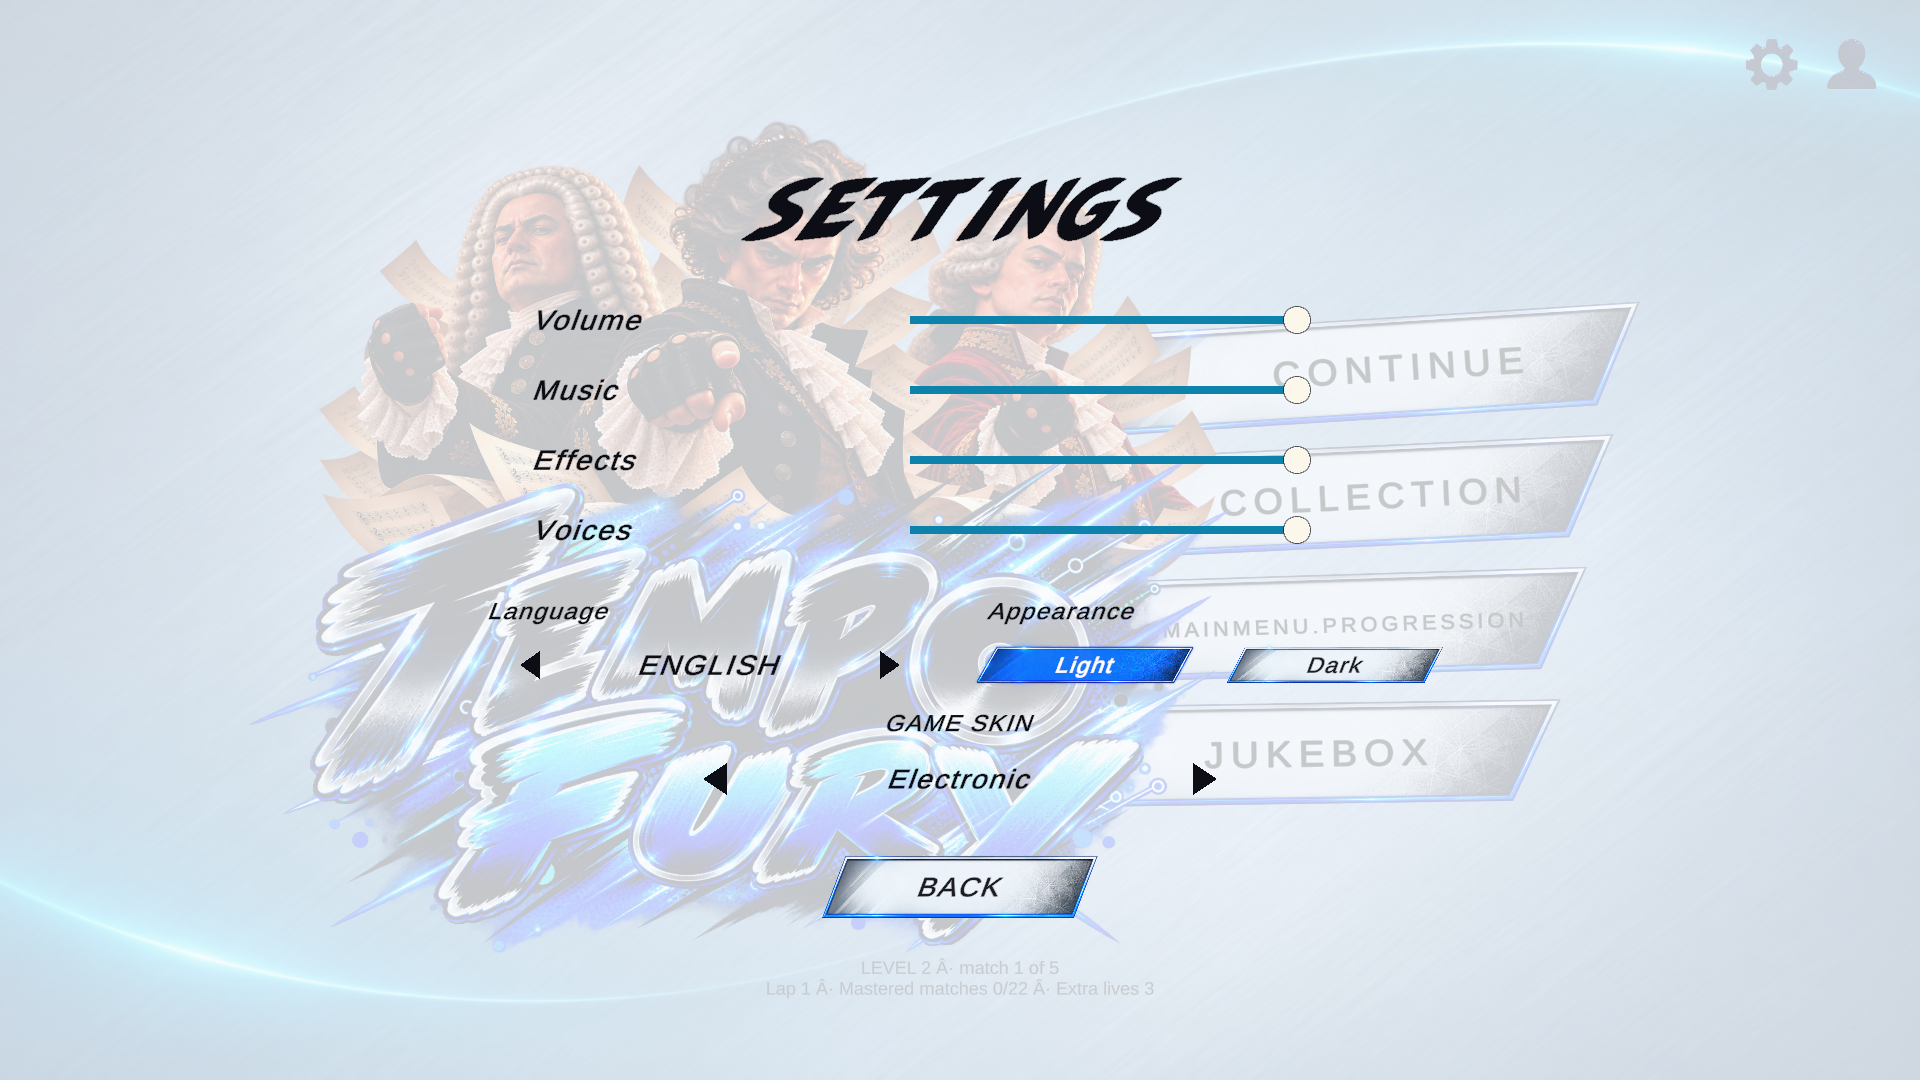 SETTINGS
Volume
Music
Effects
Voices
CONTINUE
COLLECTION
MAINMENU.PROGRESSION
JUKEBOX
TEMPO
FURY
Language
Appearance
ENGLISH
Light
Dark
GAME SKIN
Electronic
BACK
LEVEL 2 Â· match 1 of 5
Lap 1 Â· Mastered matches 0/22 Â· Extra lives 3